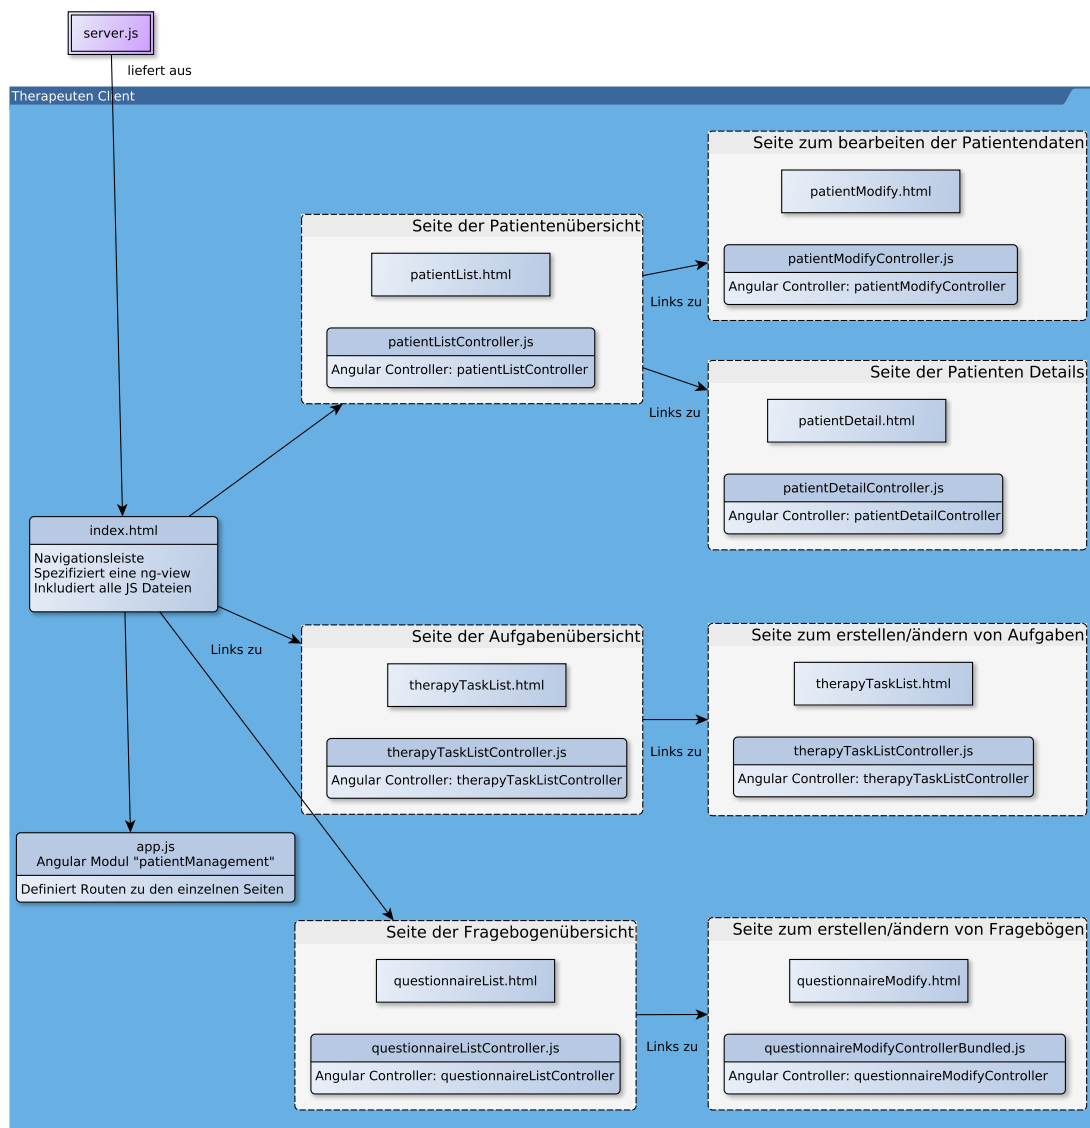 server.js
liefert aus
Therapeuten Client
Seite zum bearbeiten der Patientendaten
patientModify.html
patientModifyController.js
Angular Controller: patientModifyController
Seite der Patientenübersicht
patientList.html
patientListController.js
Angular Controller: patientListController
Links zu
Links zu
Seite der Patienten Details
patientDetail.html
patientDetailController.js
Angular Controller: patientDetailController
index.html
Navigationsleiste
Spezifiziert eine ng-view
Inkludiert alle JS Dateien
Links zu
Seite der Aufgabenübersicht
therapyTaskList.html
therapyTaskListController.js
Angular Controller: therapyTaskListController
Links zu
Seite zum erstellen/ändern von Aufgaben
therapyTaskList.html
therapyTaskListController.js
Angular Controller: therapyTaskListController
app.js
Angular Modul "patientManagement"
Definiert Routen zu den einzelnen Seiten
Seite der Fragebogenübersicht
questionnaireList.html
questionnaireListController.js
Angular Controller: questionnaireListController
Links zu
Seite zum erstellen/ändern von Fragebögen
questionnaireModify.html
questionnaireModifyControllerBundled.js
Angular Controller: questionnaireModifyController